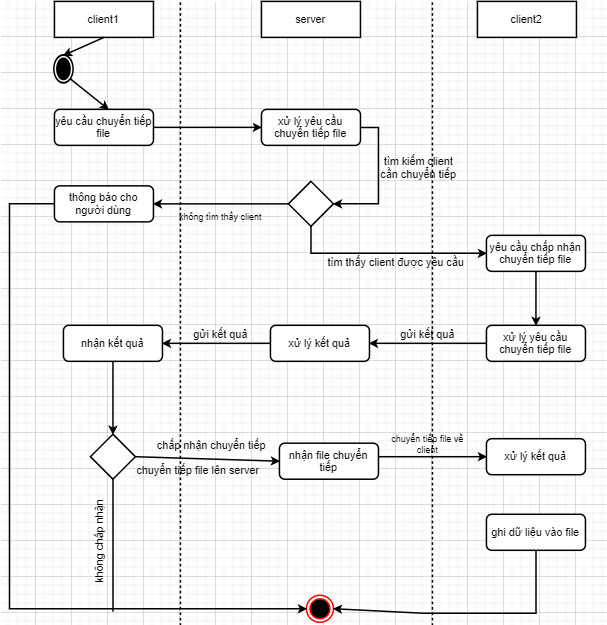 client1
server
client2
yêu cầu chuyển tiếp
file
xử lý yêu cầu
chuyển tiếp file
tìm kiếm client
cần chuyển tiếp
thông báo cho
người dùng
không tìm thấy client
tìm thấy client được yêu cầu
yêu cầu chấp nhận
chuyển tiếp file
nhận kết quả
gửi kết quả
xử lý kết quả
gửi kết quả
xử lý yêu cầu
chuyển tiếp file
chấp nhận chuyển tiếp
chuyển tiếp file lên server
nhận file chuyển
tiếp
chuyển tiếp file về
client
xử lý kết quả
không chấp nhận
ghi dữ liệu vào file